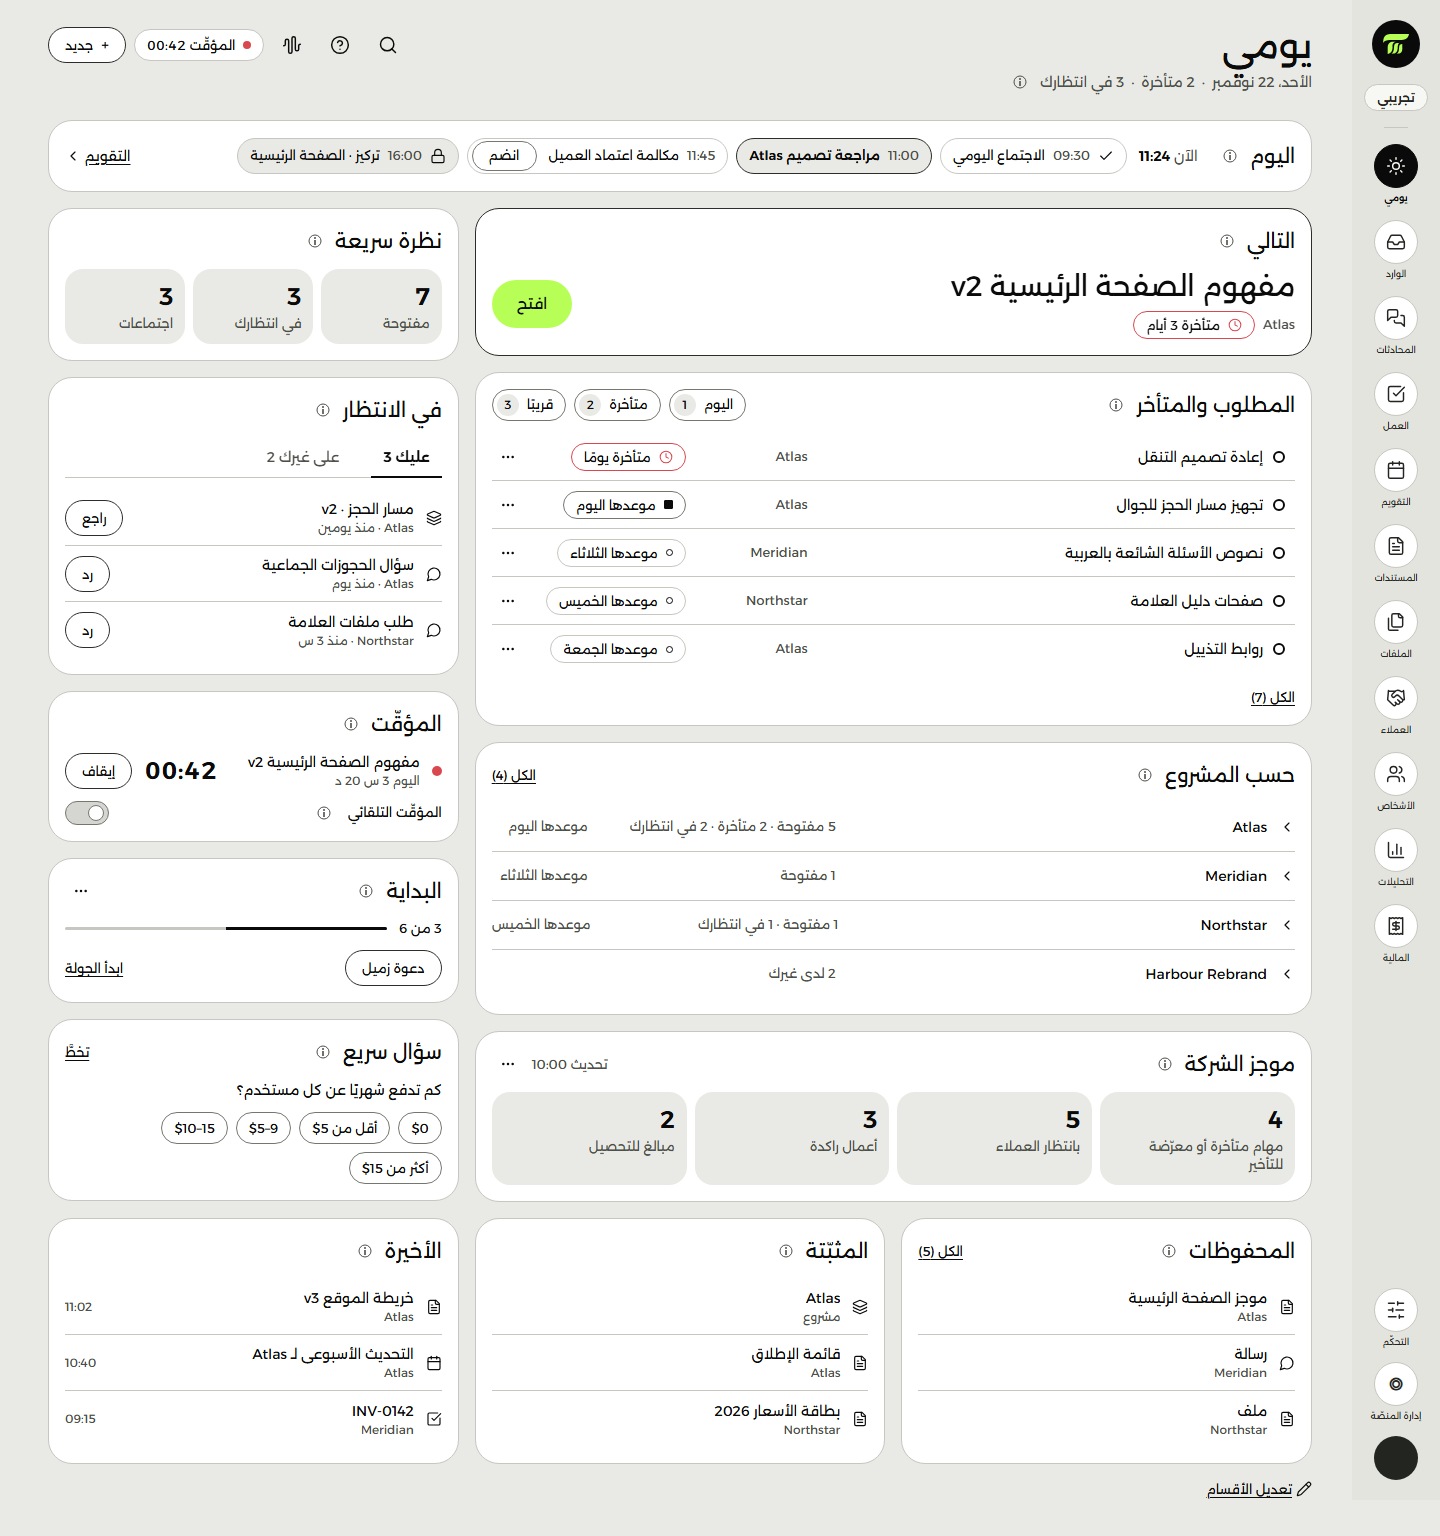 تجريبي
يومي
الوارد
المحادثات
العمل
التقويم
المستندات
الملفات
العملاء
الأشخاص
التحليلات
المالية
التحكّم
إدارة المنصّة
يومي
الأحد، 22 نوفمبر · 2 متأخرة · 3 في انتظارك
المؤقّت 00:42
+ جديد
اليوم
الآن 11:24
09:30 الاجتماع اليومي
11:00 مراجعة تصميم Atlas
11:45 مكالمة اعتماد العميل
انضم
16:00 تركيز · الصفحة الرئيسية
التقويم
التالي
مفهوم الصفحة الرئيسية v2
Atlas
متأخرة 3 أيام
افتح
المطلوب والمتأخر
اليوم 1
متأخرة 2
قريبًا 3
إعادة تصميم التنقل Atlas متأخرة يومًا
تجهيز مسار الحجز للجوال Atlas موعدها اليوم
نصوص الأسئلة الشائعة بالعربية Meridian موعدها الثلاثاء
صفحات دليل العلامة Northstar موعدها الخميس
روابط التذييل Atlas موعدها الجمعة
الكل (7)
حسب المشروع
الكل (4)
Atlas 5 مفتوحة · 2 متأخرة · 2 في انتظارك موعدها اليوم
Meridian 1 مفتوحة موعدها الثلاثاء
Northstar 1 مفتوحة · 1 في انتظارك موعدها الخميس
Harbour Rebrand 2 لدى غيرك
موجز الشركة
تحديث 10:00
4
مهام متأخرة أو معرّضة
للتأخير
5
بانتظار العملاء
3
أعمال راكدة
2
مبالغ للتحصيل
نظرة سريعة
7
مفتوحة
3
في انتظارك
3
اجتماعات
في الانتظار
عليك 3
على غيرك 2
مسار الحجز · v2
Atlas · منذ يومين
راجع
سؤال الحجوزات الجماعية
Atlas · منذ يوم
رد
طلب ملفات العلامة
Northstar · منذ 3 س
رد
المؤقّت
مفهوم الصفحة الرئيسية v2
اليوم 3 س 20 د
00:42
إيقاف
المؤقّت التلقائي
البداية
3 من 6
دعوة زميل
ابدأ الجولة
سؤال سريع
تخطَّ
كم تدفع شهريًا عن كل مستخدم؟
$0
أقل من $5
$5–9
$10–15
أكثر من $15
المحفوظات
الكل (5)
موجز الصفحة الرئيسية
Atlas
رسالة
Meridian
ملف
Northstar
المثبّتة
Atlas
مشروع
قائمة الإطلاق
Atlas
بطاقة الأسعار 2026
Northstar
الأخيرة
خريطة الموقع v3
Atlas
11:02
التحديث الأسبوعي لـ Atlas
Atlas
10:40
INV-0142
Meridian
09:15
تعديل الأقسام